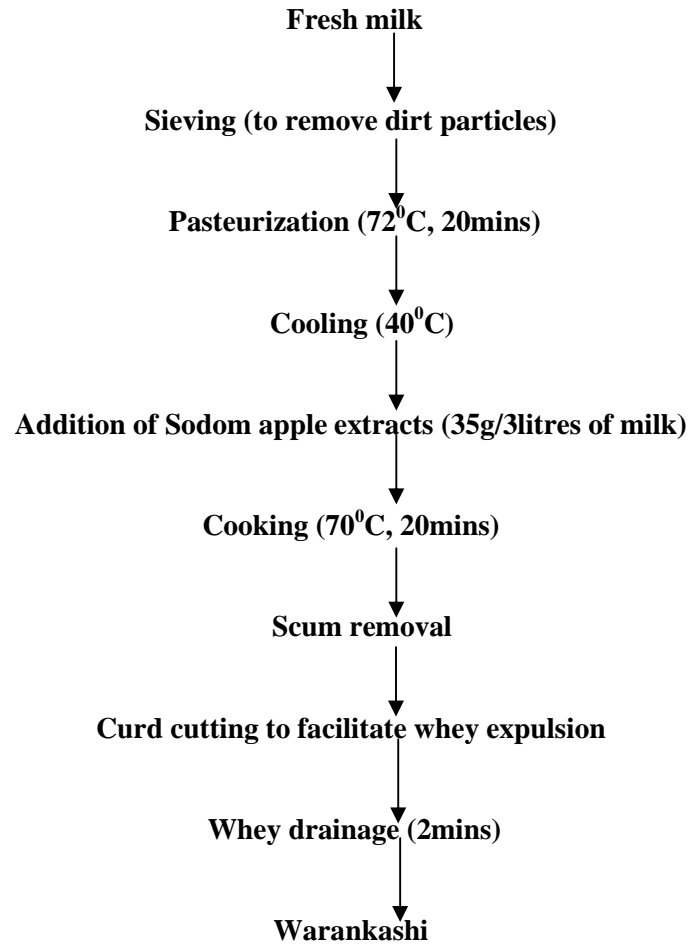 Fresh milk
Sieving (to remove dirt particles)
Pasteurization (72⁰C, 20mins)
Cooling (40⁰C)
Addition of Sodom apple extracts (35g/3litres of milk)
Cooking (70⁰C, 20mins)
Scum removal
Curd cutting to facilitate whey expulsion
Whey drainage (2mins)
Warankashi